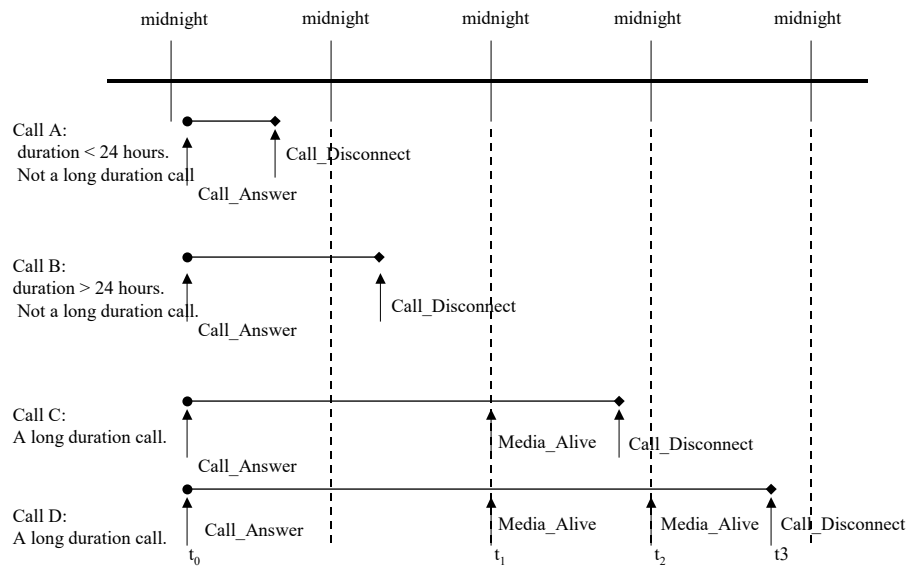 midnight midnight midnight midnight midnight
Call A:
duration < 24 hours.
Not a long duration call
Call_Disconnect
Call_Answer
Call B:
duration > 24 hours.
Not a long duration call.
Call_Disconnect
Call_Answer
Call C:
A long duration call.
Media_Alive
Call_Disconnect
Call_Answer
Call D:
A long duration call.
Call_Answer
Media_Alive
Media_Alive
Call_Disconnect
t0 t1 t2 t3